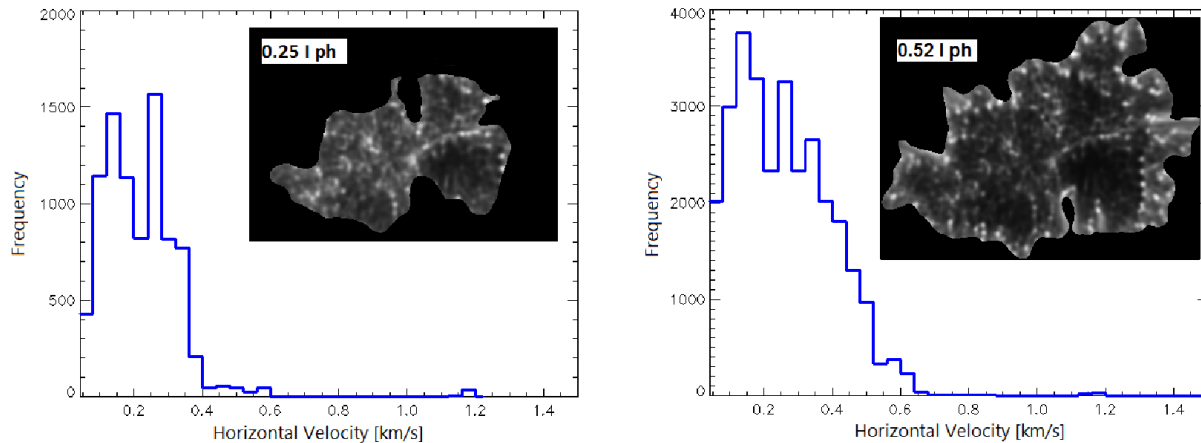 2000
1500
1000
500
0
Frequency
0.25 I ph
0.2 0.4 0.6 0.8 1.0 1.2 1.4
Horizontal Velocity [km/s]
4000
3000
2000
1000
0
Frequency
0.52 I ph
0.2 0.4 0.6 0.8 1.0 1.2 1.4
Horizontal Velocity [km/s]